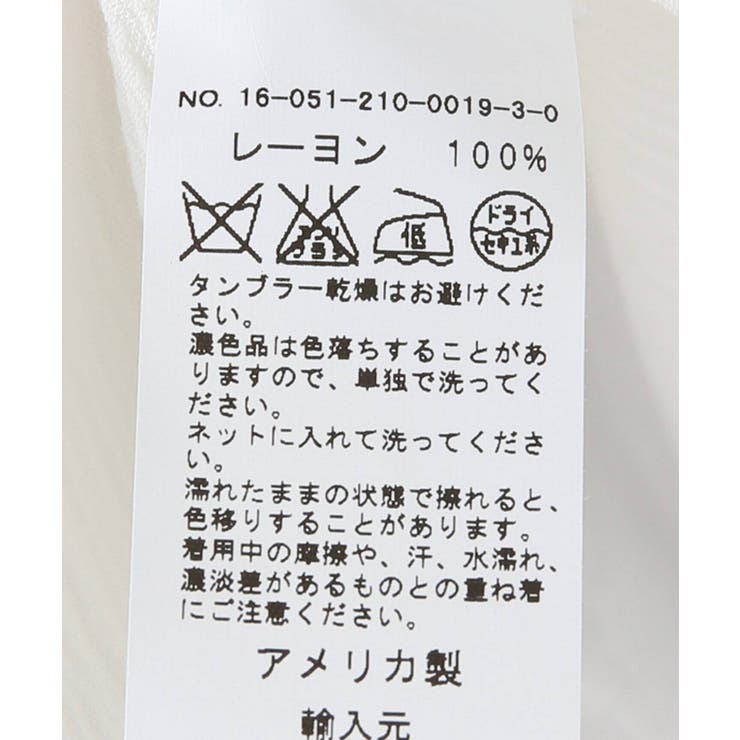 NO. 16-051-210-0019-3-0
レーヨン 100%
エンソ 低 ドライ
サラシ セキユ系
タンブラー乾燥はお避けくだ
さい。
濃色品は色落ちすることがあ
りますので、単独で洗ってく
ださい。
ネットに入れて洗ってくださ
い。
濡れたままの状態で擦れると、
色移りすることがあります。
着用中の摩擦や、汗、水濡れ、
濃淡差があるものとの重ね着
にご注意ください。
アメリカ製
輸入元